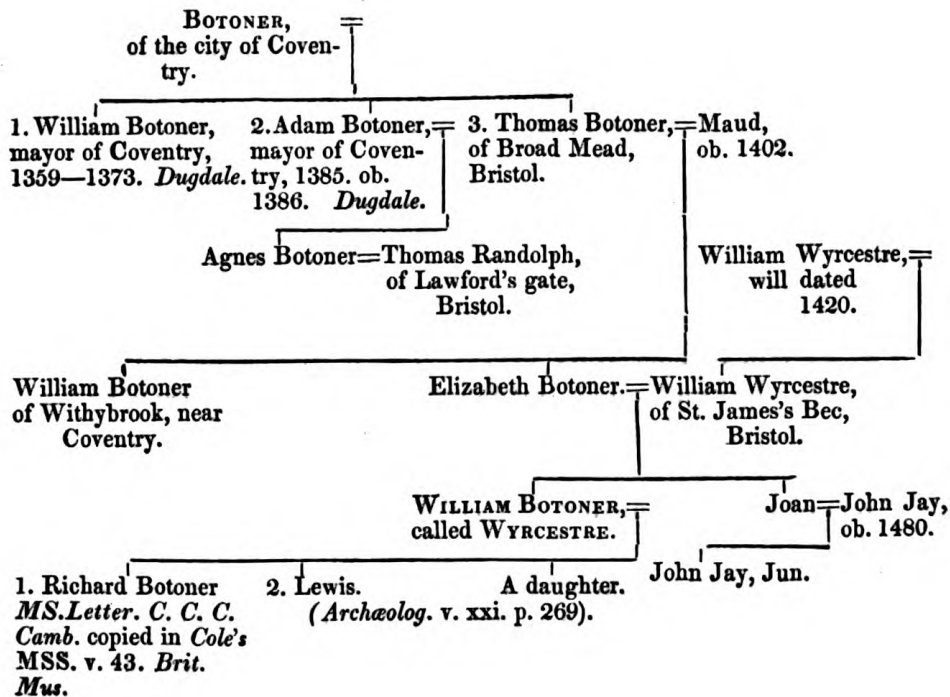 BOTONER, =
of the city of Coven-
try.
1. William Botoner,
mayor of Coventry,
1359—1373. Dugdale.
2. Adam Botoner,=
mayor of Coven-
try, 1385. ob.
1386. Dugdale.
3. Thomas Botoner,=Maud,
of Broad Mead,
Bristol.
ob. 1402.
Agnes Botoner=Thomas Randolph,
of Lawford's gate,
Bristol.
William Wyrcestre,=
will dated
1420.
William Botoner
of Withybrook, near
Coventry.
Elizabeth Botoner.=William Wyrcestre,
of St. James's Bec,
Bristol.
WILLIAM BOTONER,=
called WYRCESTRE.
Joan=John Jay,
ob. 1480.
1. Richard Botoner
MS. Letter. C. C. C.
Camb. copied in Cole's
MSS. v. 43. Brit.
Mus.
2. Lewis.
A daughter.
(Archæolog. v. xxi. p. 269).
John Jay, Jun.